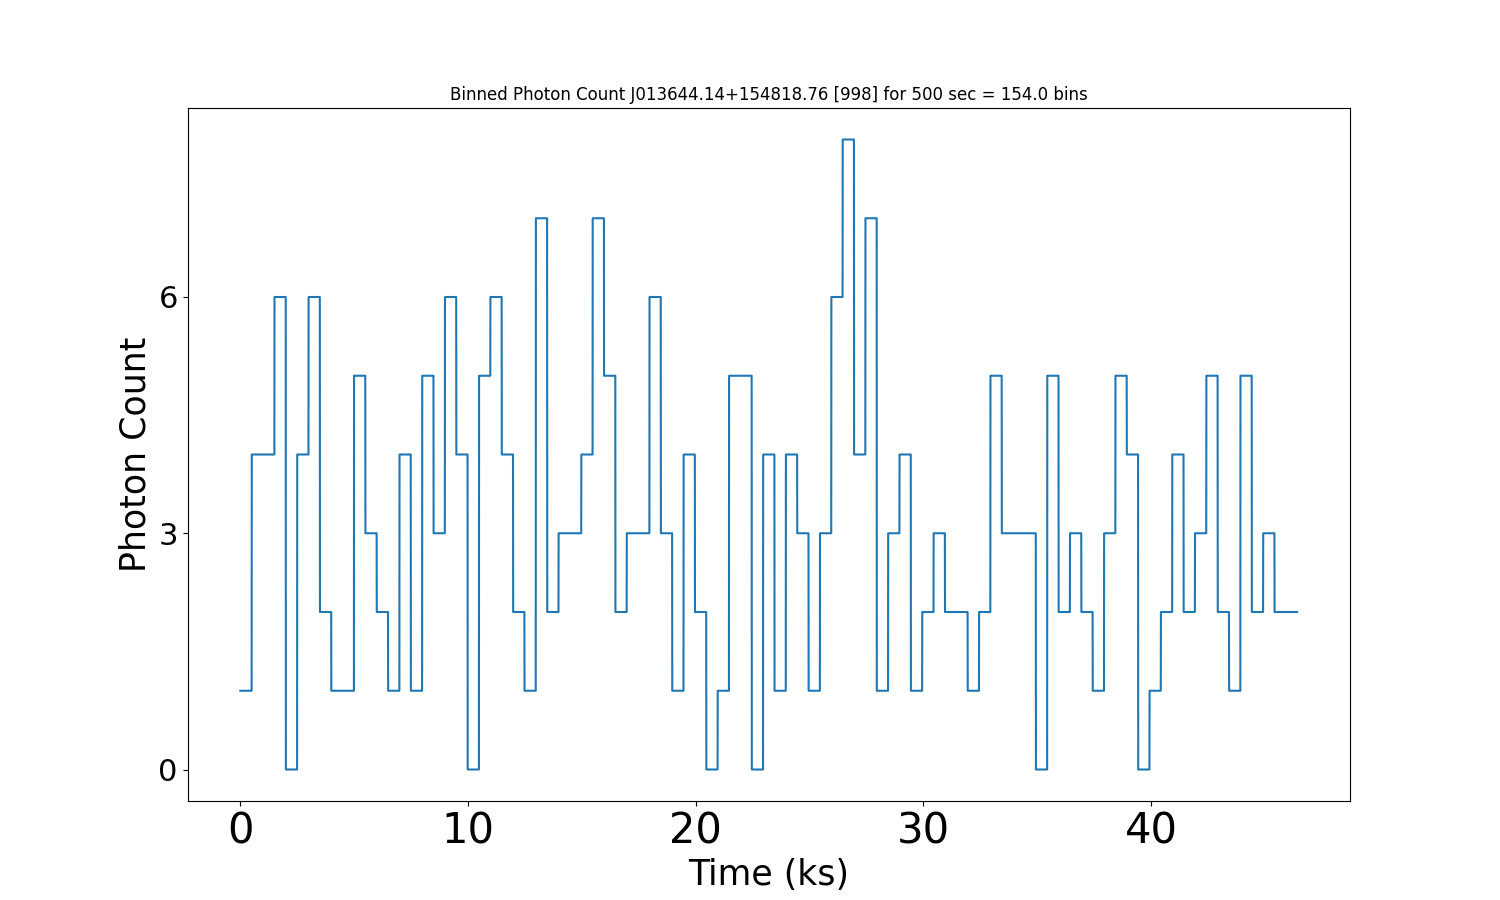 Binned Photon Count J013644.14+154818.76 [998] for 500 sec = 154.0 bins
6
3
0
Photon Count
0 10 20 30 40
Time (ks)